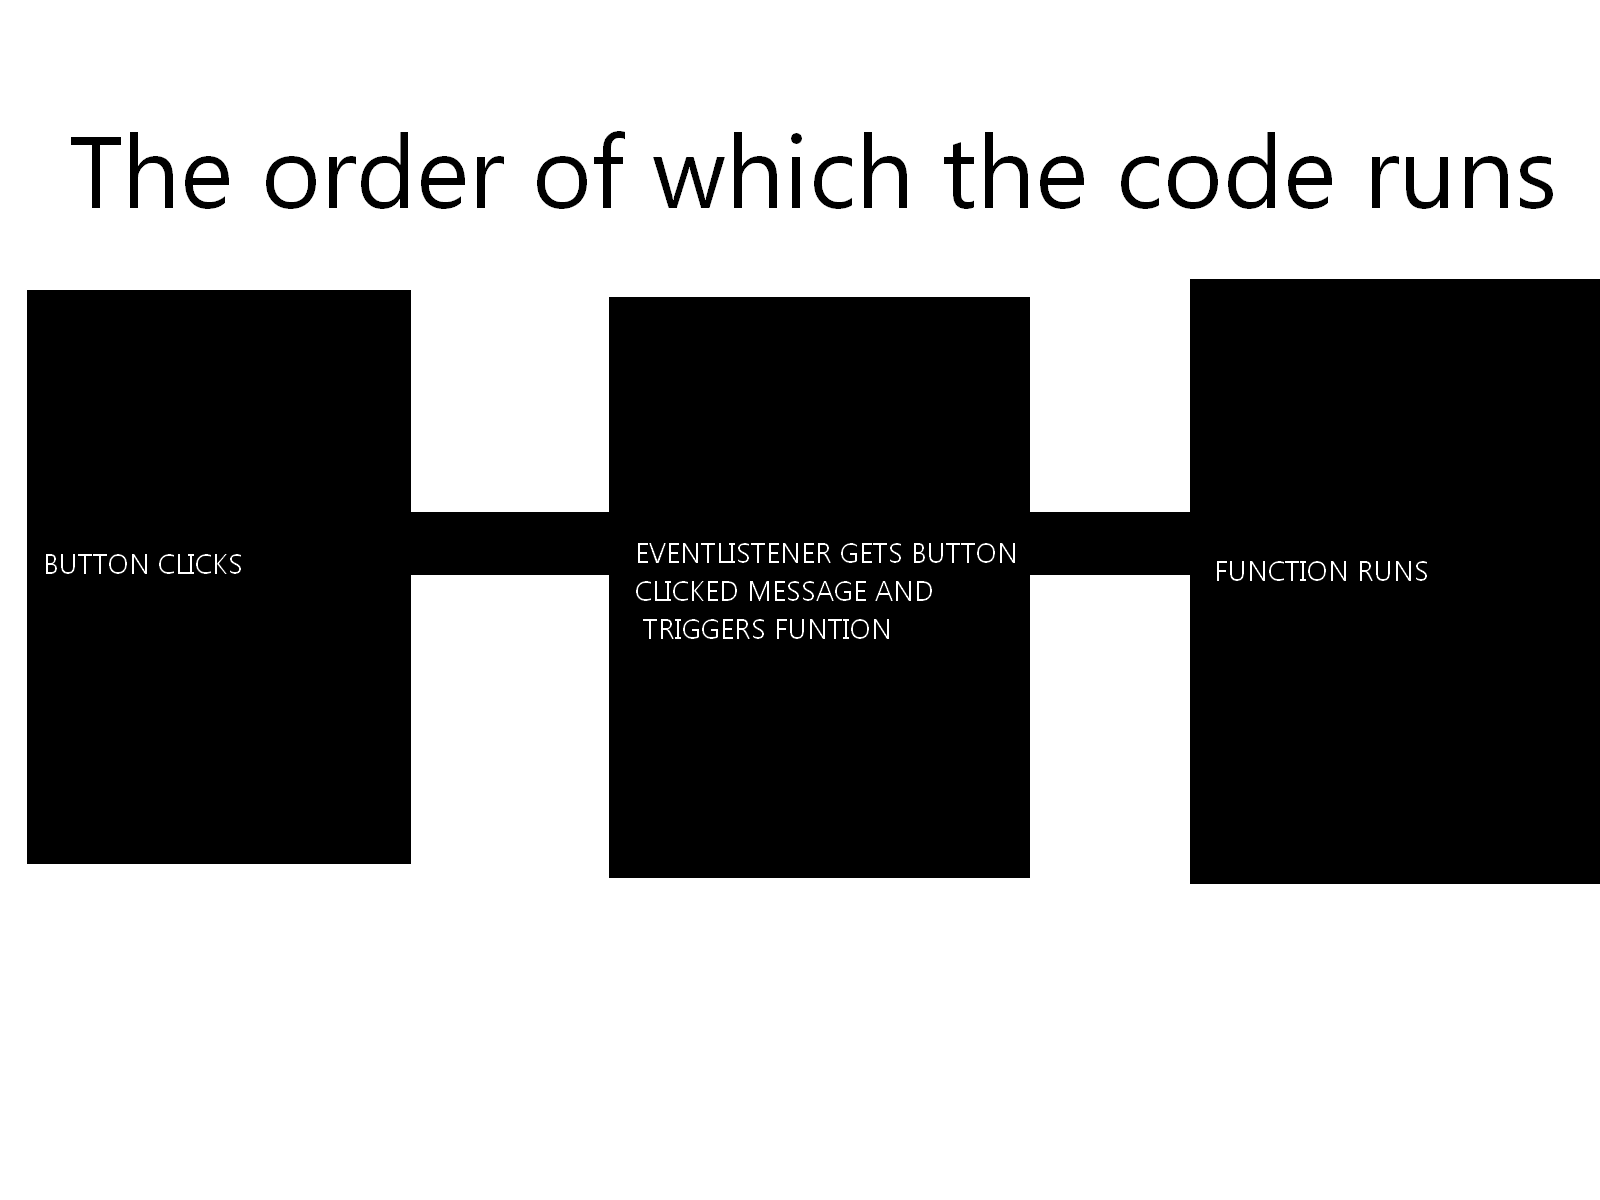 The order of which the code runs
BUTTON CLICKS
EVENTLISTENER GETS BUTTON
CLICKED MESSAGE AND
TRIGGERS FUNTION
FUNCTION RUNS